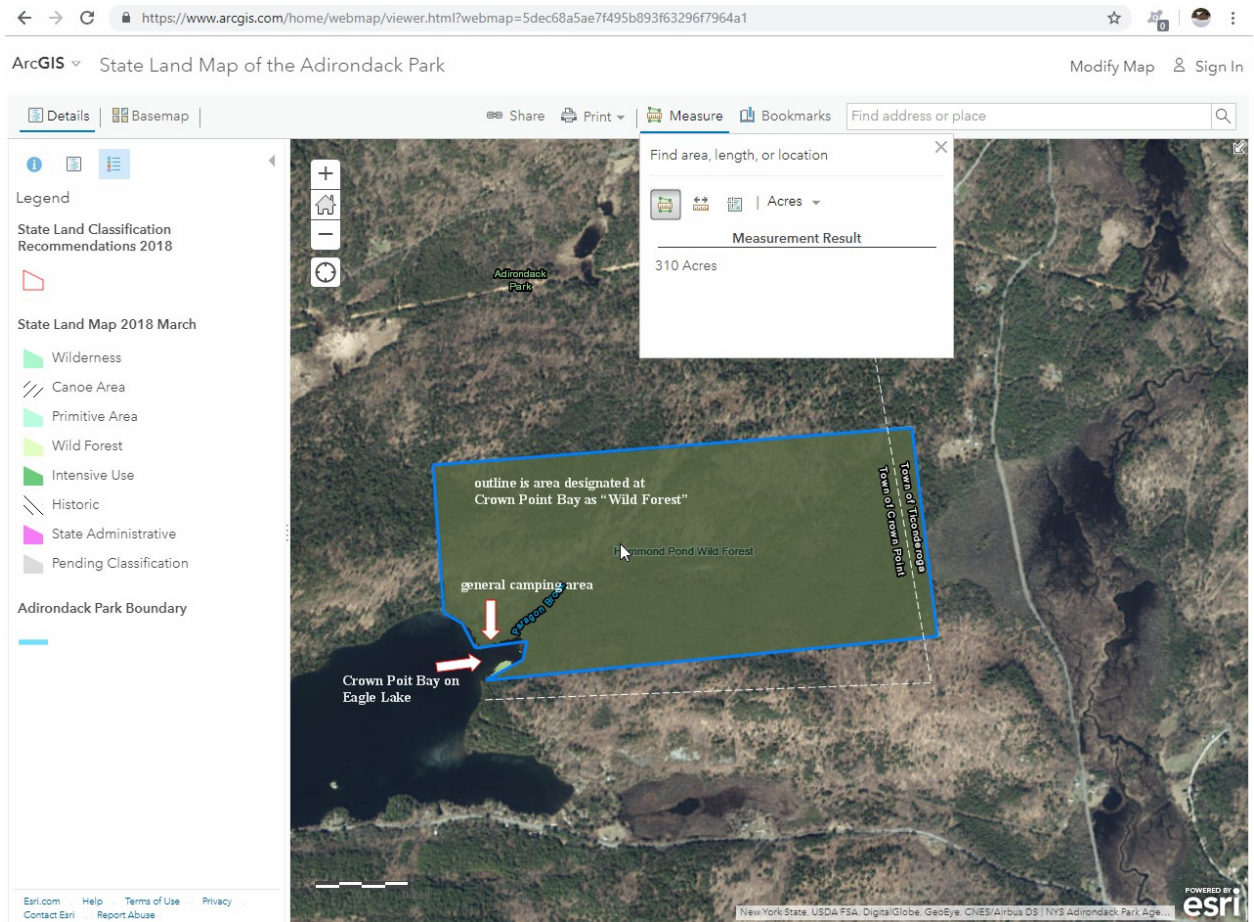 https://www.arcgis.com/home/webmap/viewer.html?webmap=5dec68a5ae7f495b893f63296f7964a1
0
ArcGIS
State Land Map of the Adirondack Park
Modify Map
Sign In
Details
Basemap
Share
Print
Measure
Bookmarks
Find address or place
Find area, length, or location
Acres
Measurement Result
310 Acres
Legend
State Land Classification
Recommendations 2018
State Land Map 2018 March
Wilderness
Canoe Area
Primitive Area
Wild Forest
Intensive Use
Historic
State Administrative
Pending Classification
Adirondack Park Boundary
Adirondack
Park
outline is area designated at
Crown Point Bay as “Wild Forest”
Town of Ticonderoga
Town of Crown Point
Hammond Pond Wild Forest
general camping area
Paragon Brook
Crown Poit Bay on
Eagle Lake
Esri.com . Help . Terms of Use . Privacy .
Contact Esri . Report Abuse
New York State, USDA FSA, DigitalGlobe, GeoEye, CNES/Airbus DS | NYS Adirondack Park Age...
POWERED BY
esri